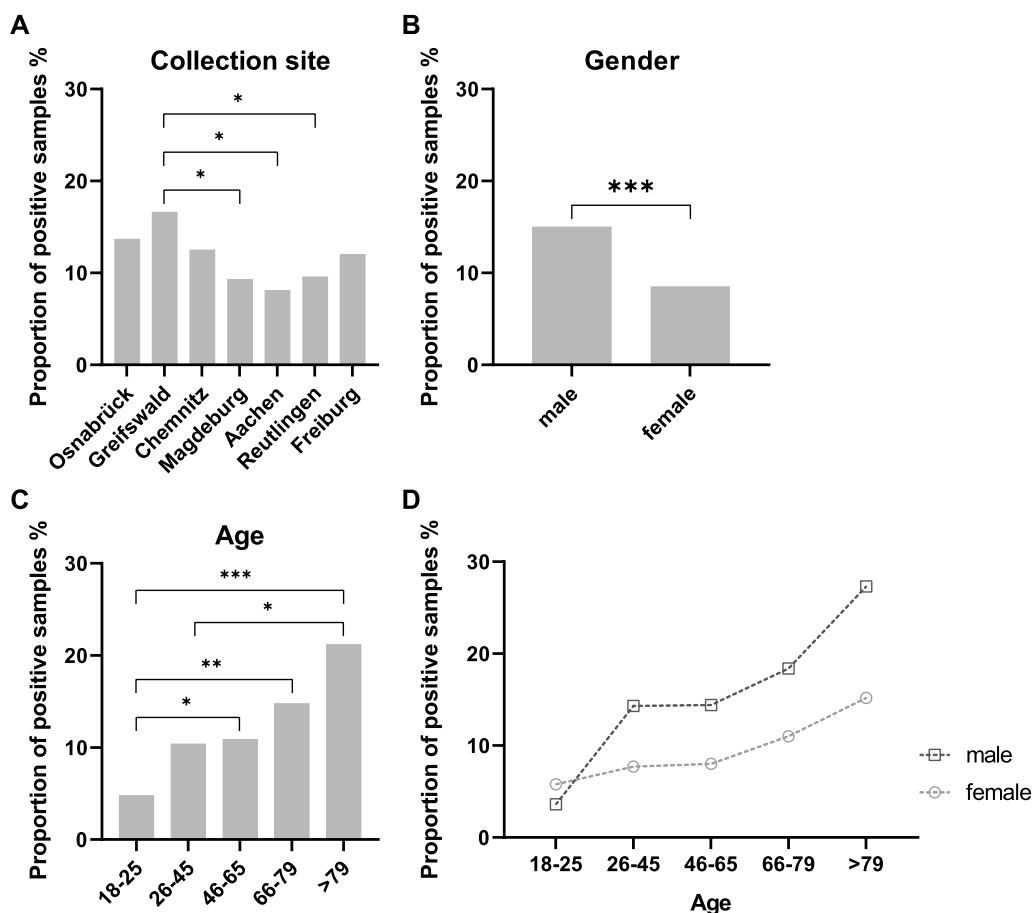 A
Collection site
Proportion of positive samples %
30
20
10
0
*
*
*
Osnabrück
Greifswald
Chemnitz
Magdeburg
Aachen
Reutlingen
Freiburg
B
Gender
Proportion of positive samples %
30
20
10
0
***
male
female
C
Age
Proportion of positive samples %
30
20
10
0
***
*
**
*
18-25
26-45
46-65
66-79
>79
D
Proportion of positive samples %
30
20
10
0
18-25
26-45
46-65
66-79
>79
Age
male
female